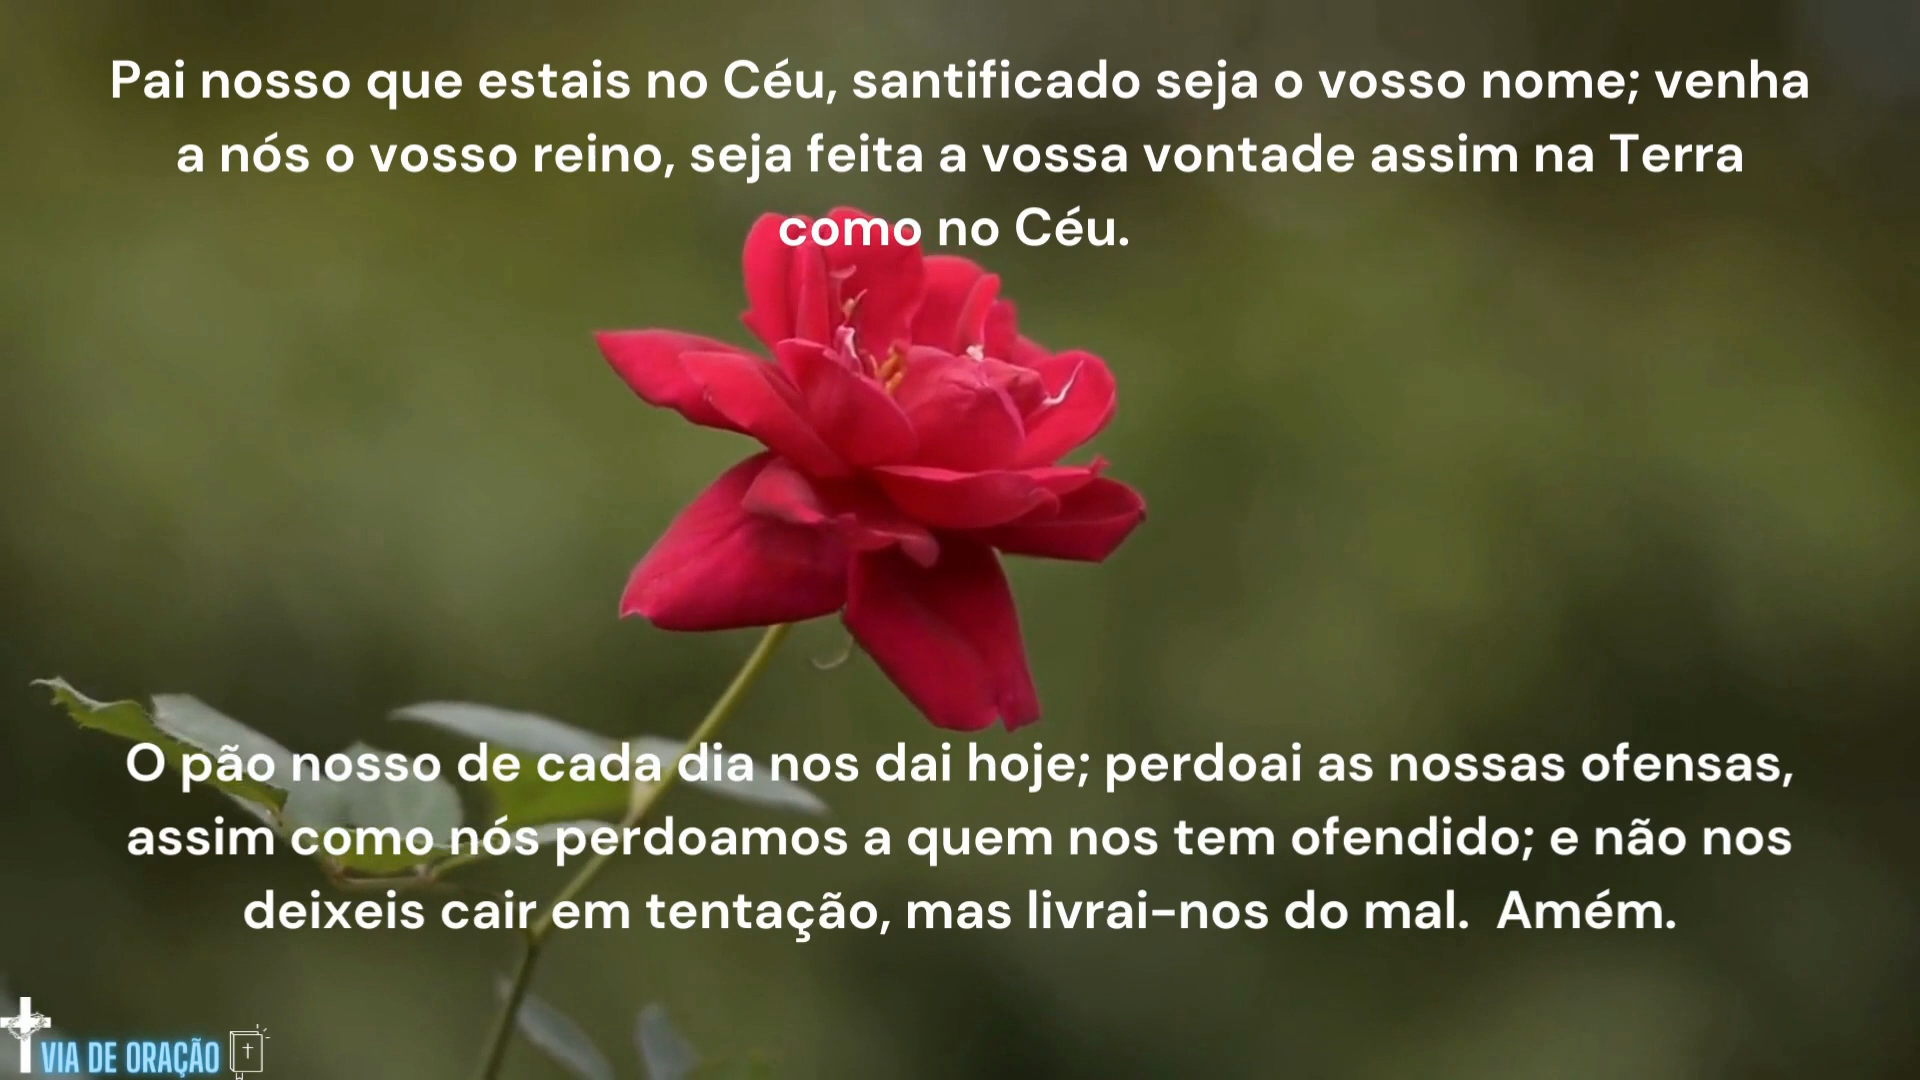 Pai nosso que estais no Céu, santificado seja o vosso nome; venha
a nós o vosso reino, seja feita a vossa vontade assim na Terra
como no Céu.
O pão nosso de cada dia nos dai hoje; perdoai as nossas ofensas,
assim como nós perdoamos a quem nos tem ofendido; e não nos
deixeis cair em tentação, mas livrai-nos do mal.  Amém.
VIA DE ORAÇÃO